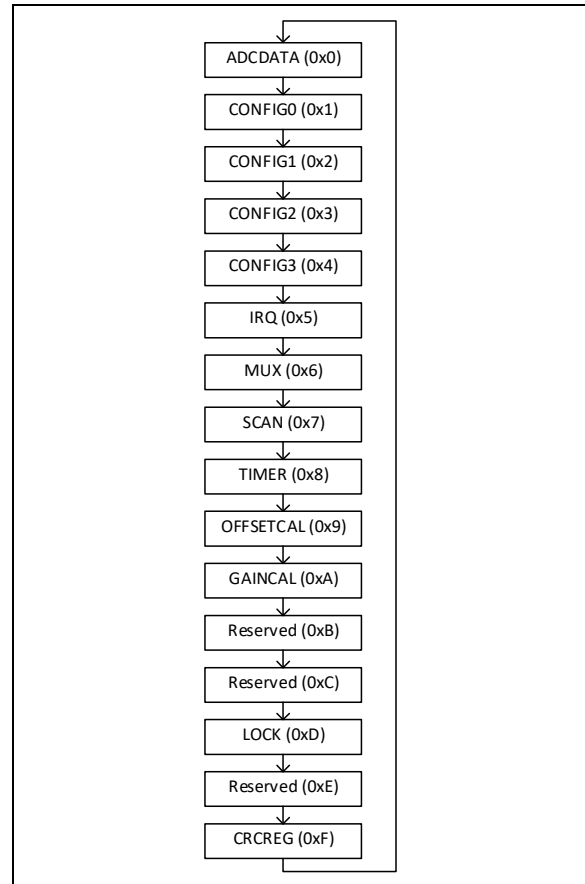 ADCDATA (0x0)
CONFIG0 (0x1)
CONFIG1 (0x2)
CONFIG2 (0x3)
CONFIG3 (0x4)
IRQ (0x5)
MUX (0x6)
SCAN (0x7)
TIMER (0x8)
OFFSETCAL (0x9)
GAINCAL (0xA)
Reserved (0xB)
Reserved (0xC)
LOCK (0xD)
Reserved (0xE)
CRCREG (0xF)